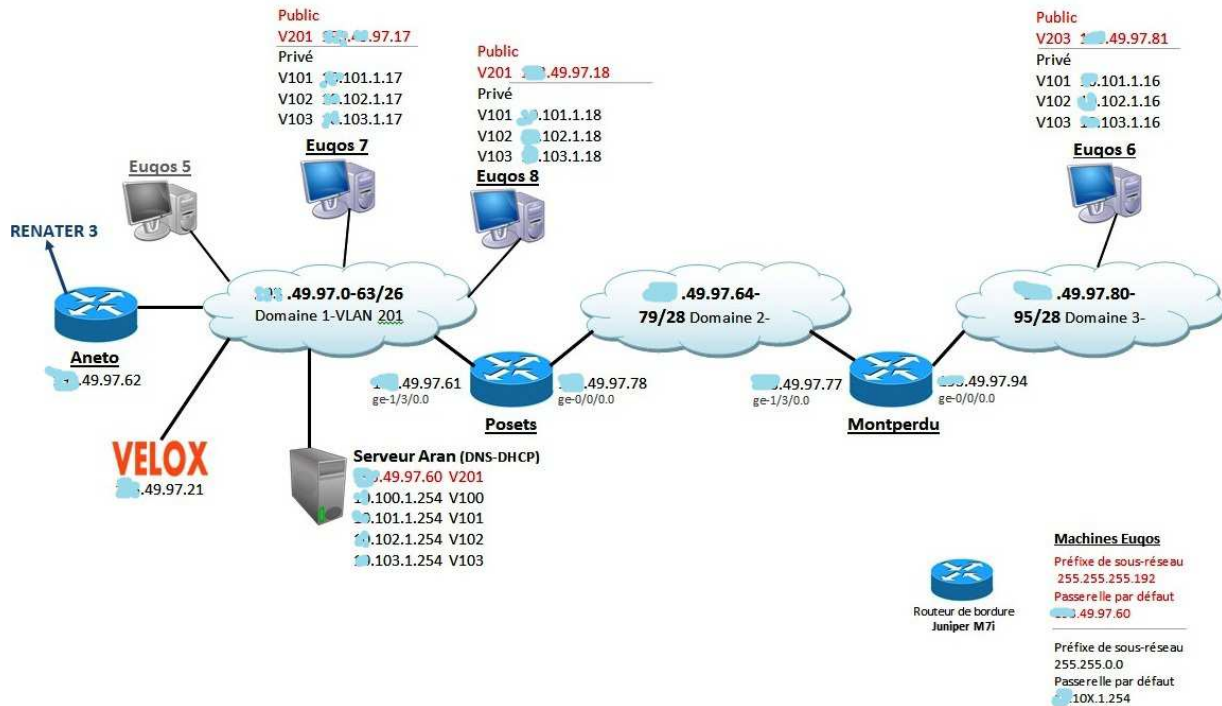 Public
V201 .49.97.17
Privé
V101 .101.1.17
V102 .102.1.17
V103 .103.1.17
Euqos 7
Public
V201 .49.97.18
Privé
V101 .101.1.18
V102 .102.1.18
V103 .103.1.18
Euqos 8
Public
V203 .49.97.81
Privé
V101 .101.1.16
V102 .102.1.16
V103 .103.1.16
Euqos 6
Euqos 5
RENATER 3
Aneto
.49.97.62
.49.97.0-63/26
Domaine 1-VLAN 201
.49.97.64-
79/28 Domaine 2-
.49.97.80-
95/28 Domaine 3-
.49.97.61
ge-1/3/0.0
.49.97.78
ge-0/0/0.0
Posets
.49.97.77
ge-1/3/0.0
.49.97.94
ge-0/0/0.0
Montperdu
VELOX
.49.97.21
Serveur Aran (DNS-DHCP)
.49.97.60 V201
.100.1.254 V100
.101.1.254 V101
.102.1.254 V102
.103.1.254 V103
Routeur de bordure
Juniper M7i
Machines Euqos
Préfixe de sous-réseau
255.255.255.192
Passerelle par défaut
.49.97.60
Préfixe de sous-réseau
255.255.0.0
Passerelle par défaut
.10X.1.254